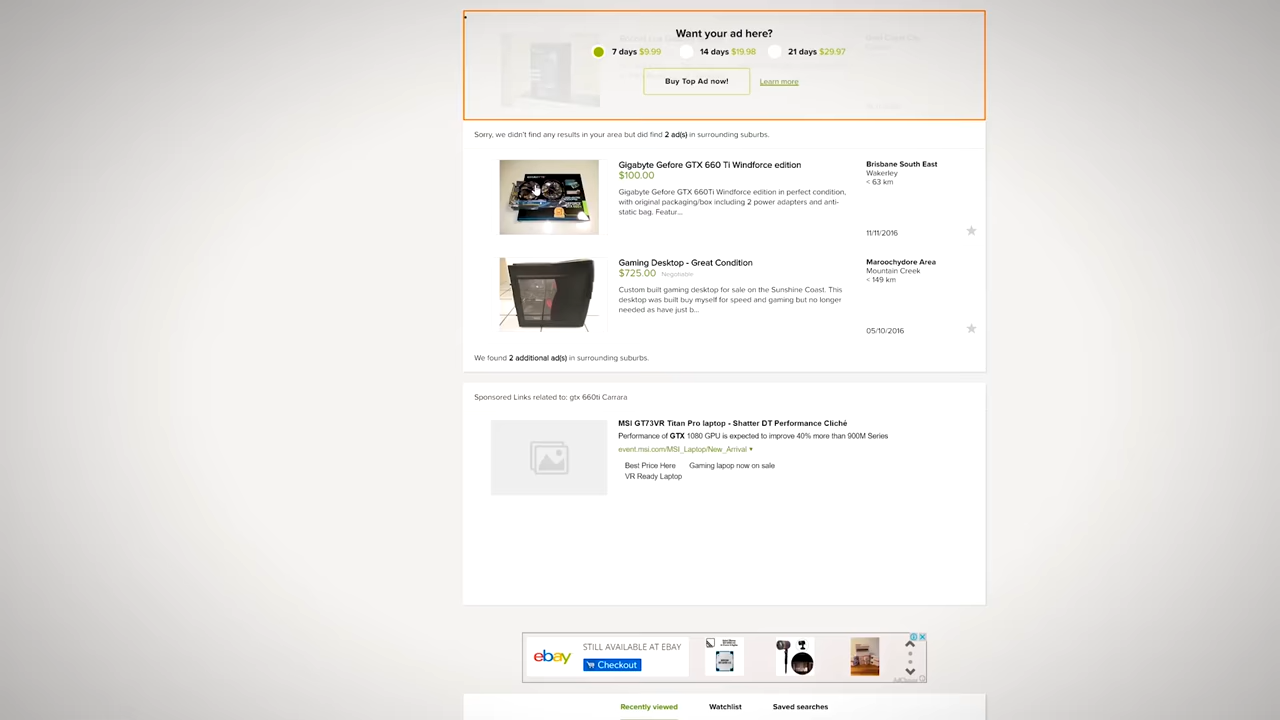 Want your ad here?
7 days $9.99 14 days $19.98 21 days $29.97
Buy Top Ad now! Learn more
Sorry, we didn't find any results in your area but did find 2 ad(s) in surrounding suburbs.
Gigabyte Gefore GTX 660 Ti Windforce edition
$100.00
Gigabyte Gefore GTX 660Ti Windforce edition in perfect condition,
with original packaging/box including 2 power adapters and anti-
static bag. Featur...
Brisbane South East
Wakerley
< 63 km
11/11/2016
Gaming Desktop - Great Condition
$725.00 Negotiable
Custom built gaming desktop for sale on the Sunshine Coast. This
desktop was built buy myself for speed and gaming but no longer
needed as have just b...
Maroochydore Area
Mountain Creek
< 149 km
05/10/2016
We found 2 additional ad(s) in surrounding suburbs.
Sponsored Links related to: gtx 660ti Carrara
MSI GT73VR Titan Pro laptop - Shatter DT Performance Cliché
Performance of GTX 1080 GPU is expected to improve 40% more than 900M Series
event.msi.com/MSI_Laptop/New_Arrival
Best Price Here Gaming lapop now on sale
VR Ready Laptop
ebay
STILL AVAILABLE AT EBAY
Checkout
Recently viewed Watchlist Saved searches